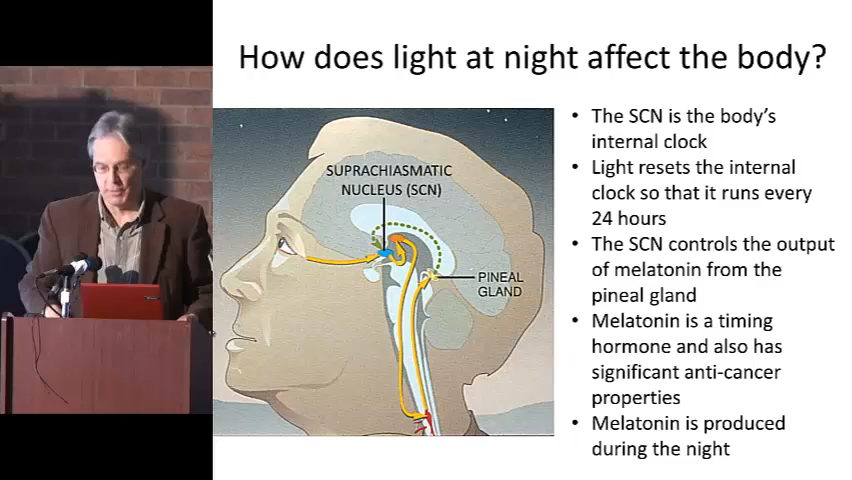 How does light at night affect the body?
SUPRACHIASMATIC
NUCLEUS (SCN)
PINEAL
GLAND
• The SCN is the body's
internal clock
• Light resets the internal
clock so that it runs every
24 hours
• The SCN controls the output
of melatonin from the
pineal gland
• Melatonin is a timing
hormone and also has
significant anti-cancer
properties
• Melatonin is produced
during the night